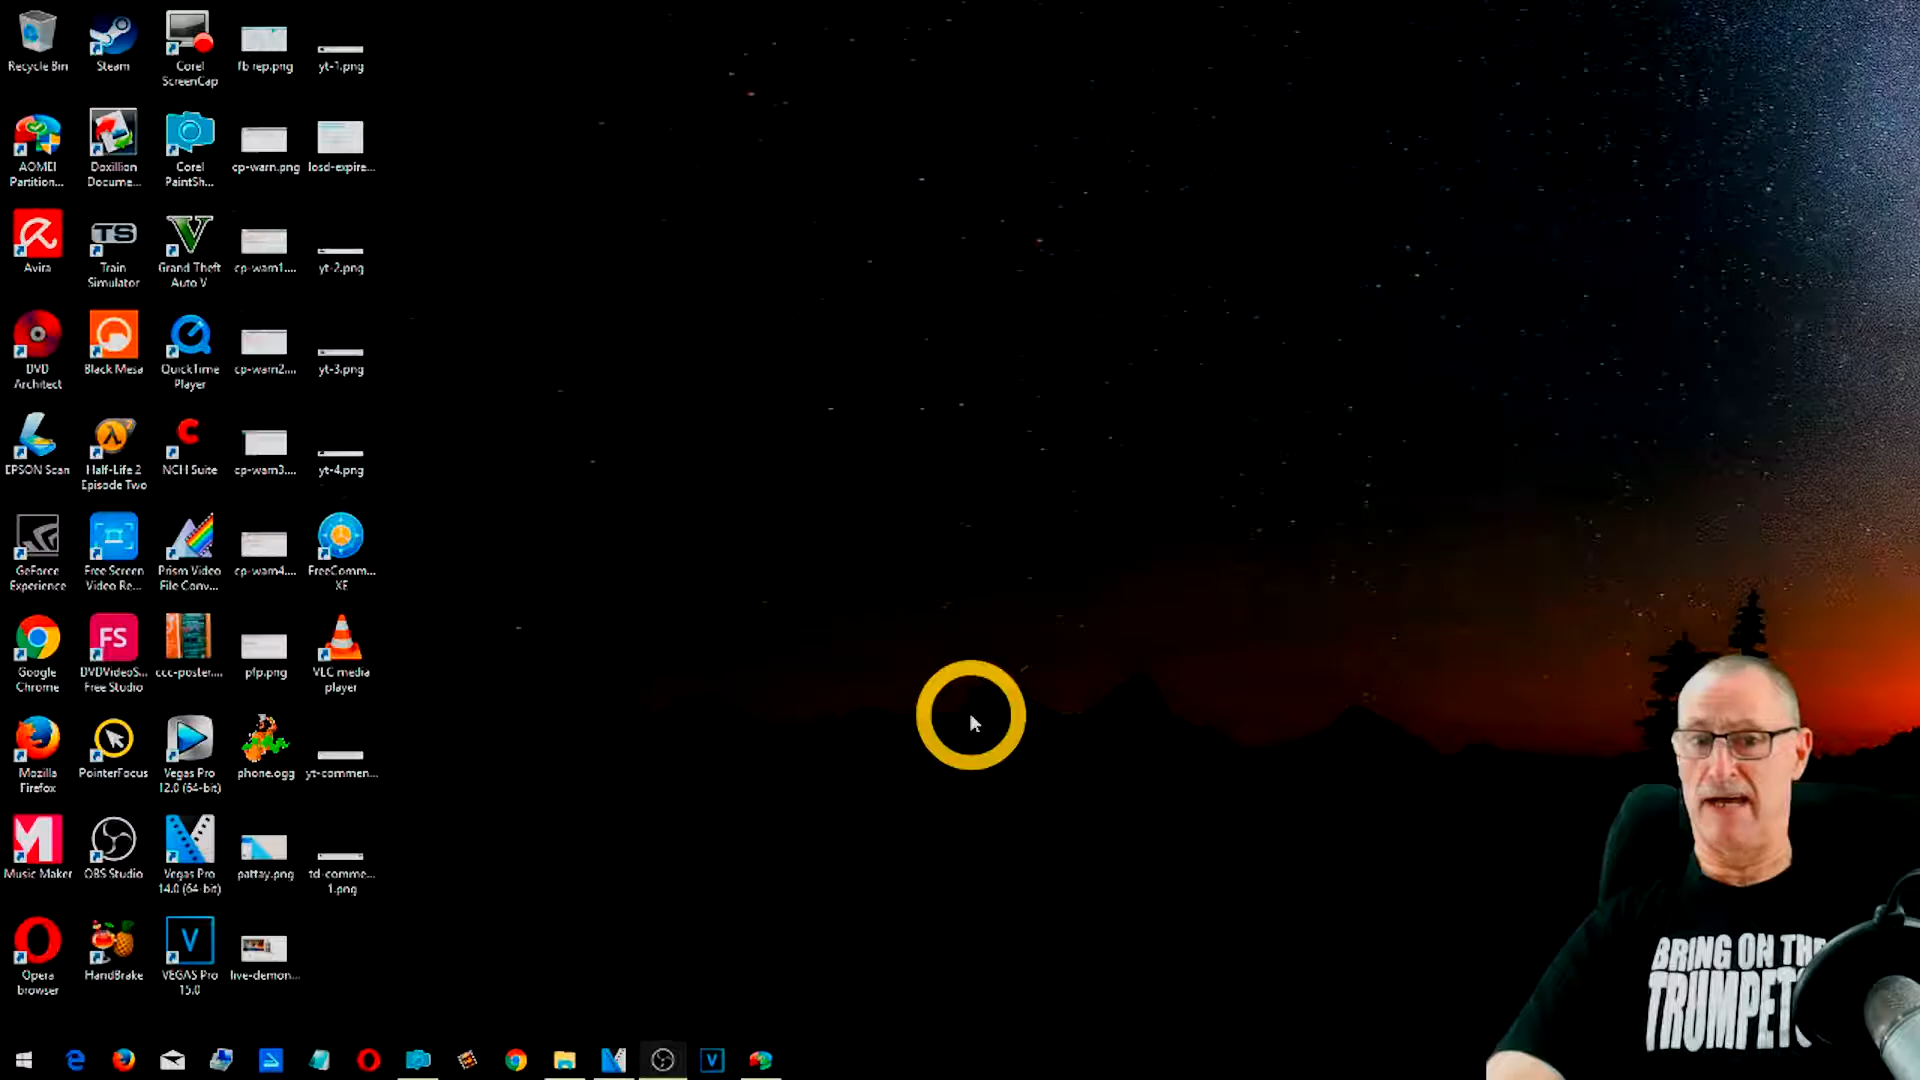 Recycle Bin
Steam
Corel
ScreenCap
fb rep.png
yt-1.png
AOMEI
Partition...
Doxillion
Docume...
Corel
PaintSh...
cp-warn.png
losd-expire...
Avira
TS
Train
Simulator
Grand Theft
Auto V
cp-warn1....
yt-2.png
DVD
Architect
Black Mesa
QuickTime
Player
cp-warn2....
yt-3.png
EPSON Scan
Half-Life 2
Episode Two
NCH Suite
cp-warn3....
yt-4.png
GeForce
Experience
Free Screen
Video Re...
Prism Video
File Conv...
cp-warn4....
FreeComm...
XE
Google
Chrome
FS
DVDVideoS...
Free Studio
ccc-poster....
pfp.png
VLC media
player
Mozilla
Firefox
PointerFocus
Vegas Pro
12.0 (64-bit)
phone.ogg
yt-commen...
Music Maker
OBS Studio
Vegas Pro
14.0 (64-bit)
pattay.png
td-comme...
1.png
Opera
browser
HandBrake
V
VEGAS Pro
15.0
live-demon...
BRING ON THE
TRUMPET
V